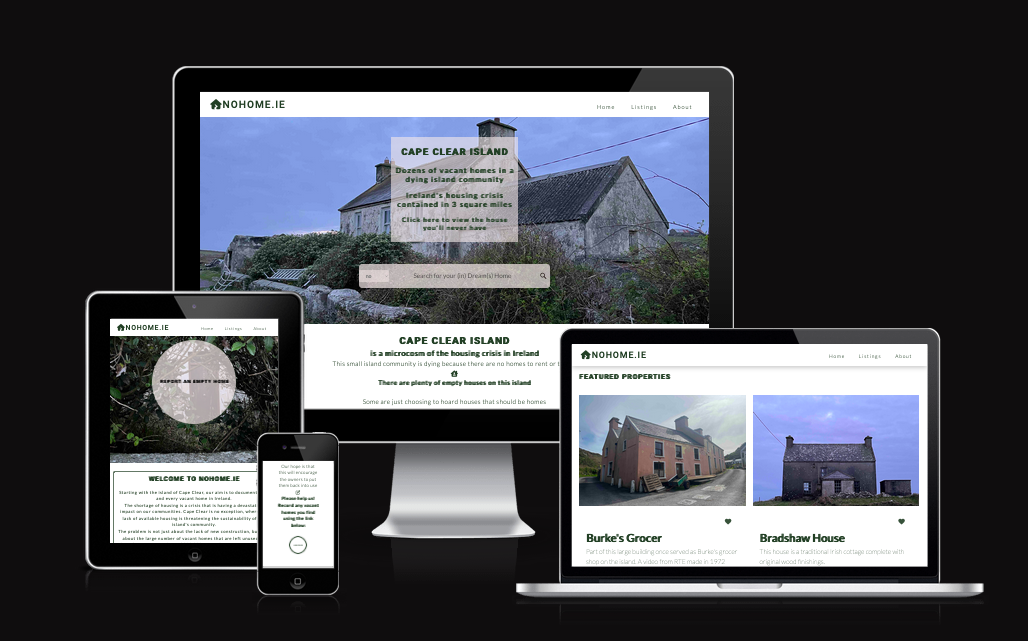 NOHOME.IE
Home Listings About
CAPE CLEAR ISLAND
Dozens of vacant homes in a
dying island community
Ireland's housing crisis
contained in 3 square miles
Click here to view the house
you'll never have
no
Search for your (in) Dream(s) Home
CAPE CLEAR ISLAND
is a microcosm of the housing crisis in Ireland
This small island community is dying because there are no homes to rent or b
There are plenty of empty houses on this island
Some are just choosing to hoard houses that should be homes
NOHOME.IE
Home Listings About
REPORT AN EMPTY HOME
WELCOME TO NOHOME.IE
Starting with the island of Cape Clear, our aim is to document
and every vacant home in Ireland.
The shortage of housing is a crisis that is having a devastat
impact on our communities. Cape Clear is no exception, wher
lack of available housing is threatening the sustainability of
island's community.
The problem is not just about the lack of new construction, bu
about the large number of vacant homes that are left unuse
Our hope is that
this will encourage
the owners to put
them back into use
Please help us!
Record any vacant
homes you find
using the link
below:
NOHOME.IE
Home Listings About
FEATURED PROPERTIES
Burke's Grocer
Part of this large building once served as Burke's grocer
shop on the island. A video from RTE made in 1972
Bradshaw House
This house is a traditional Irish cottage complete with
original wood finishings.